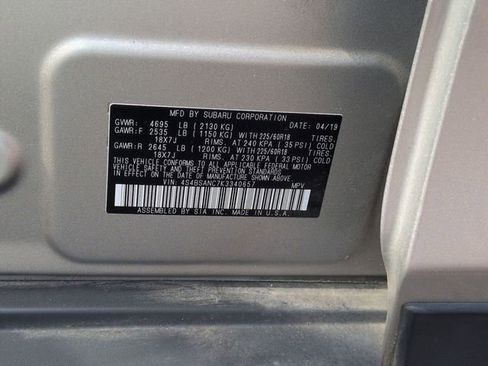 MFD BY SUBARU CORPORATION
GVWR: 4695 LB ( 2130 KG) DATE: 04/19
GAWR:F 2535 LB ( 1150 KG) WITH 225/60R18 TIRES.
18X7J RIMS. AT 240 KPA ( 35 PSI) COLD
GAWR:R 2645 LB ( 1200 KG) WITH 225/60R18 TIRES.
18X7J RIMS. AT 230 KPA ( 33 PSI) COLD
THIS VEHICLE CONFORMS TO ALL APPLICABLE FEDERAL MOTOR
VEHICLE SAFETY BUMPER AND THEFT PREVENTION STANDARDS
IN EFFECT ON THE DATE OF MANUFACTURE SHOWN ABOVE.
VIN: 4S4BSANC7K3340657 MPV
ASSEMBLED BY SIA INC. MADE IN U.S.A.